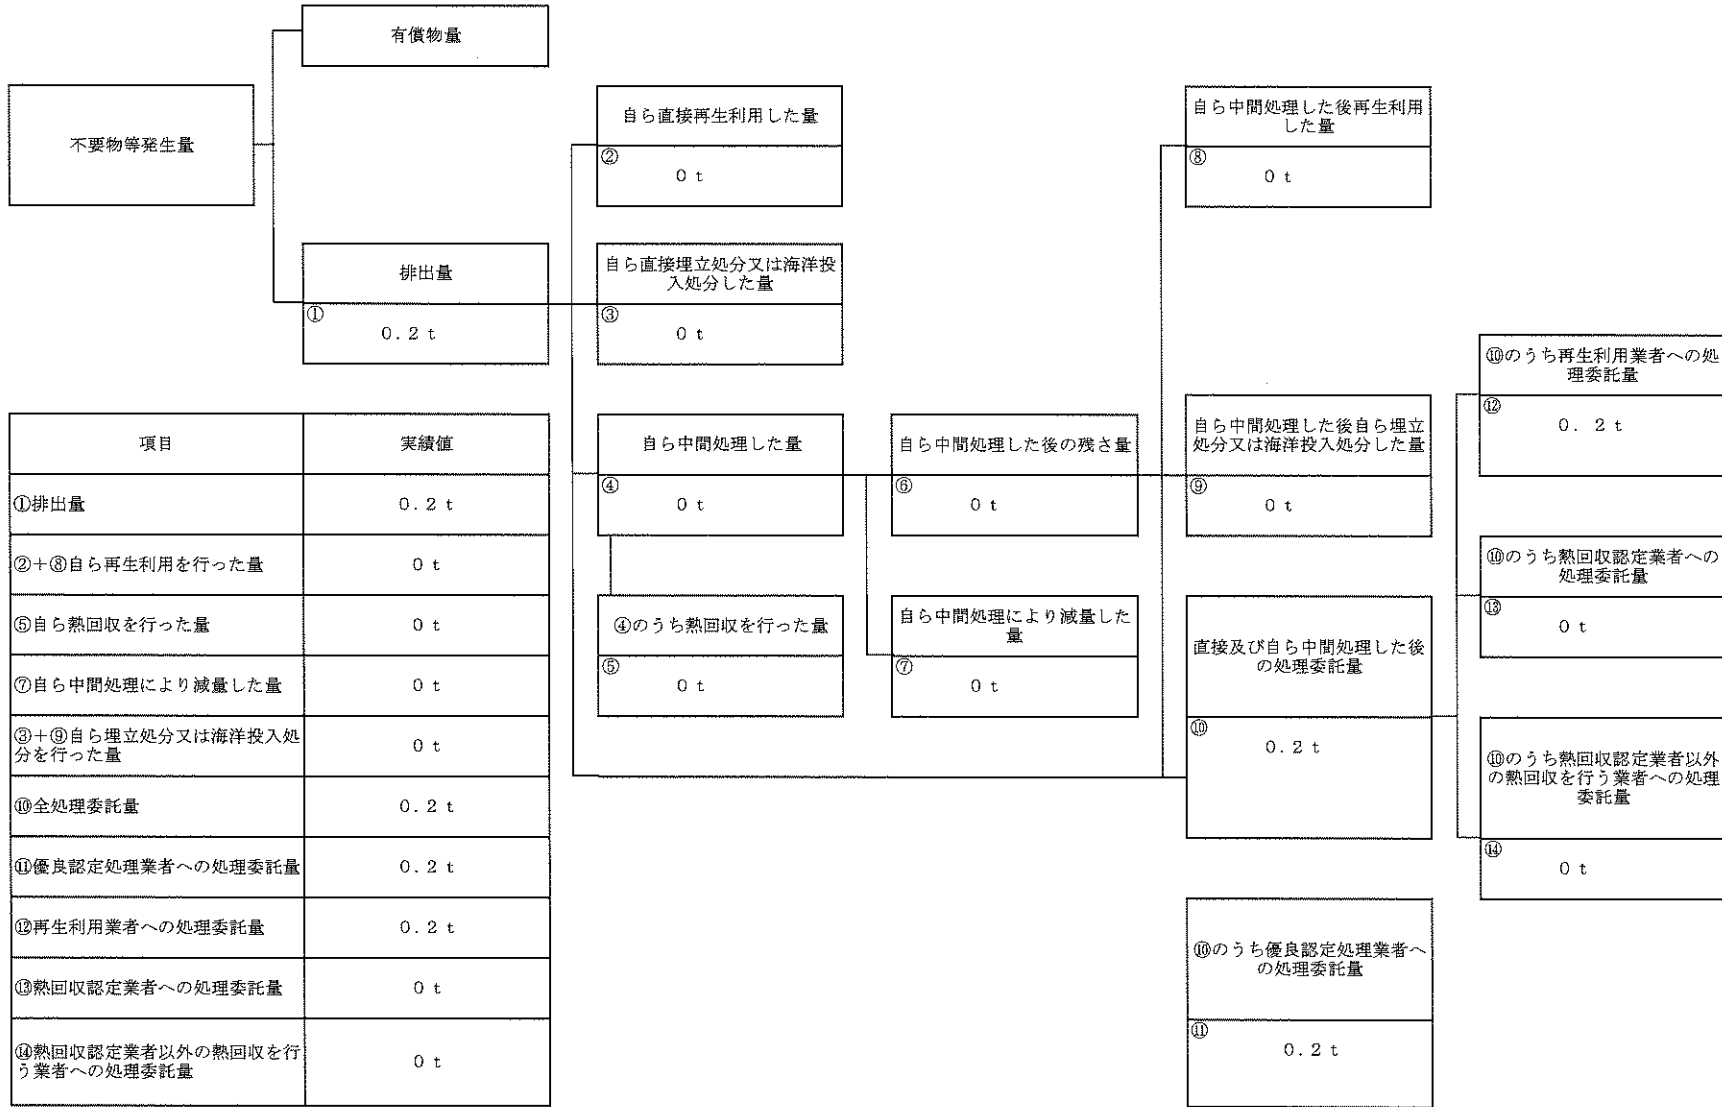 有償物量
不要物等発生量
自ら直接再生利用した量
②
0 t
自ら中間処理した後再生利用
した量
⑧
0 t
排出量
①
0.2 t
自ら直接埋立処分又は海洋投
入処分した量
③
0 t
⑩のうち再生利用業者への処
理委託量
⑫
0. 2 t
自ら中間処理した量
④
0 t
自ら中間処理した後の残さ量
⑥
0 t
自ら中間処理した後自ら埋立
処分又は海洋投入処分した量
⑨
0 t
⑩のうち熱回収認定業者への
処理委託量
⑬
0 t
④のうち熱回収を行った量
⑤
0 t
自ら中間処理により減量した
量
⑦
0 t
直接及び自ら中間処理した後
の処理委託量
⑩
0.2 t
⑩のうち熱回収認定業者以外
の熱回収を行う業者への処理
委託量
⑭
0 t
⑩のうち優良認定処理業者へ
の処理委託量
⑪
0.2 t
項目 実績値
①排出量 0.2 t
②+⑧自ら再生利用を行った量 0 t
⑤自ら熱回収を行った量 0 t
⑦自ら中間処理により減量した量 0 t
③+⑨自ら埋立処分又は海洋投入処
分を行った量 0 t
⑩全処理委託量 0.2 t
⑪優良認定処理業者への処理委託量 0.2 t
⑫再生利用業者への処理委託量 0.2 t
⑬熱回収認定業者への処理委託量 0 t
⑭熱回収認定業者以外の熱回収を行
う業者への処理委託量 0 t